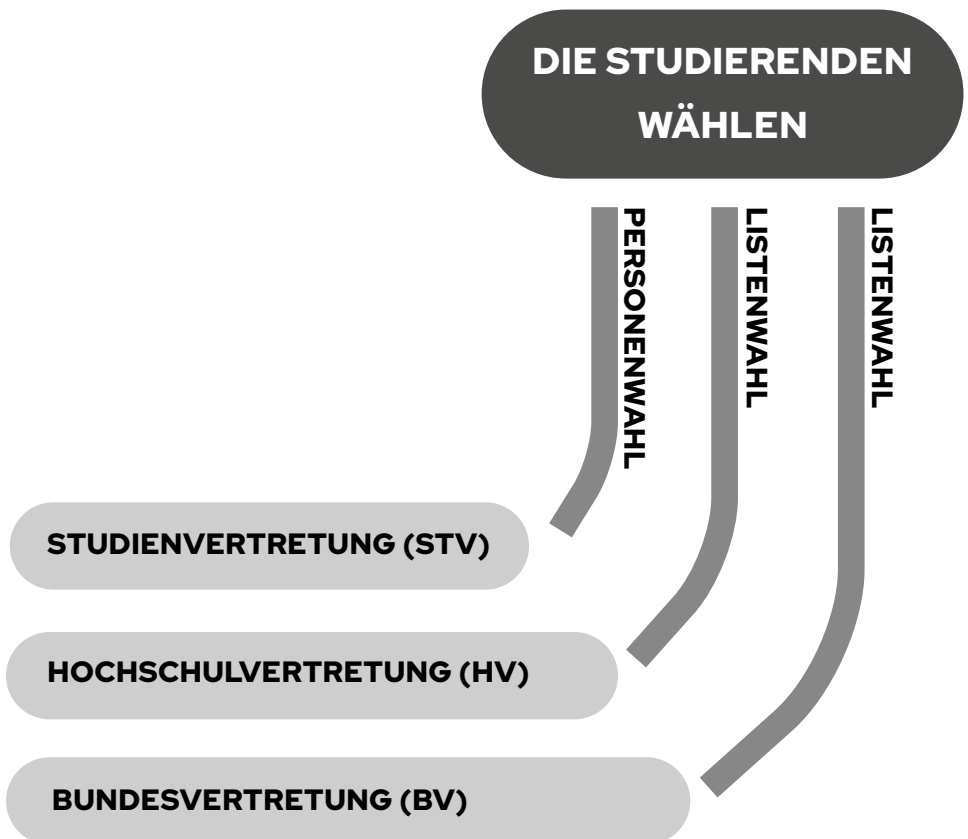 DIE STUDIERENDEN
WÄHLEN
PERSONENWAHL
LISTENWAHL
LISTENWAHL
STUDIENVERTRETUNG (STV)
HOCHSCHULVERTRETUNG (HV)
BUNDESVERTRETUNG (BV)